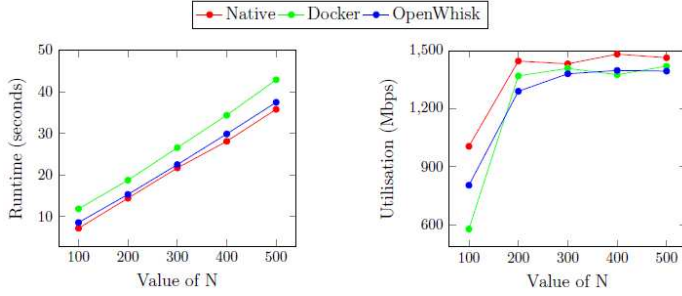 Native Docker OpenWhisk
50
40
30
20
10
100 200 300 400 500
Value of N
Runtime (seconds)
1,500
1,200
900
600
100 200 300 400 500
Value of N
Utilisation (Mbps)